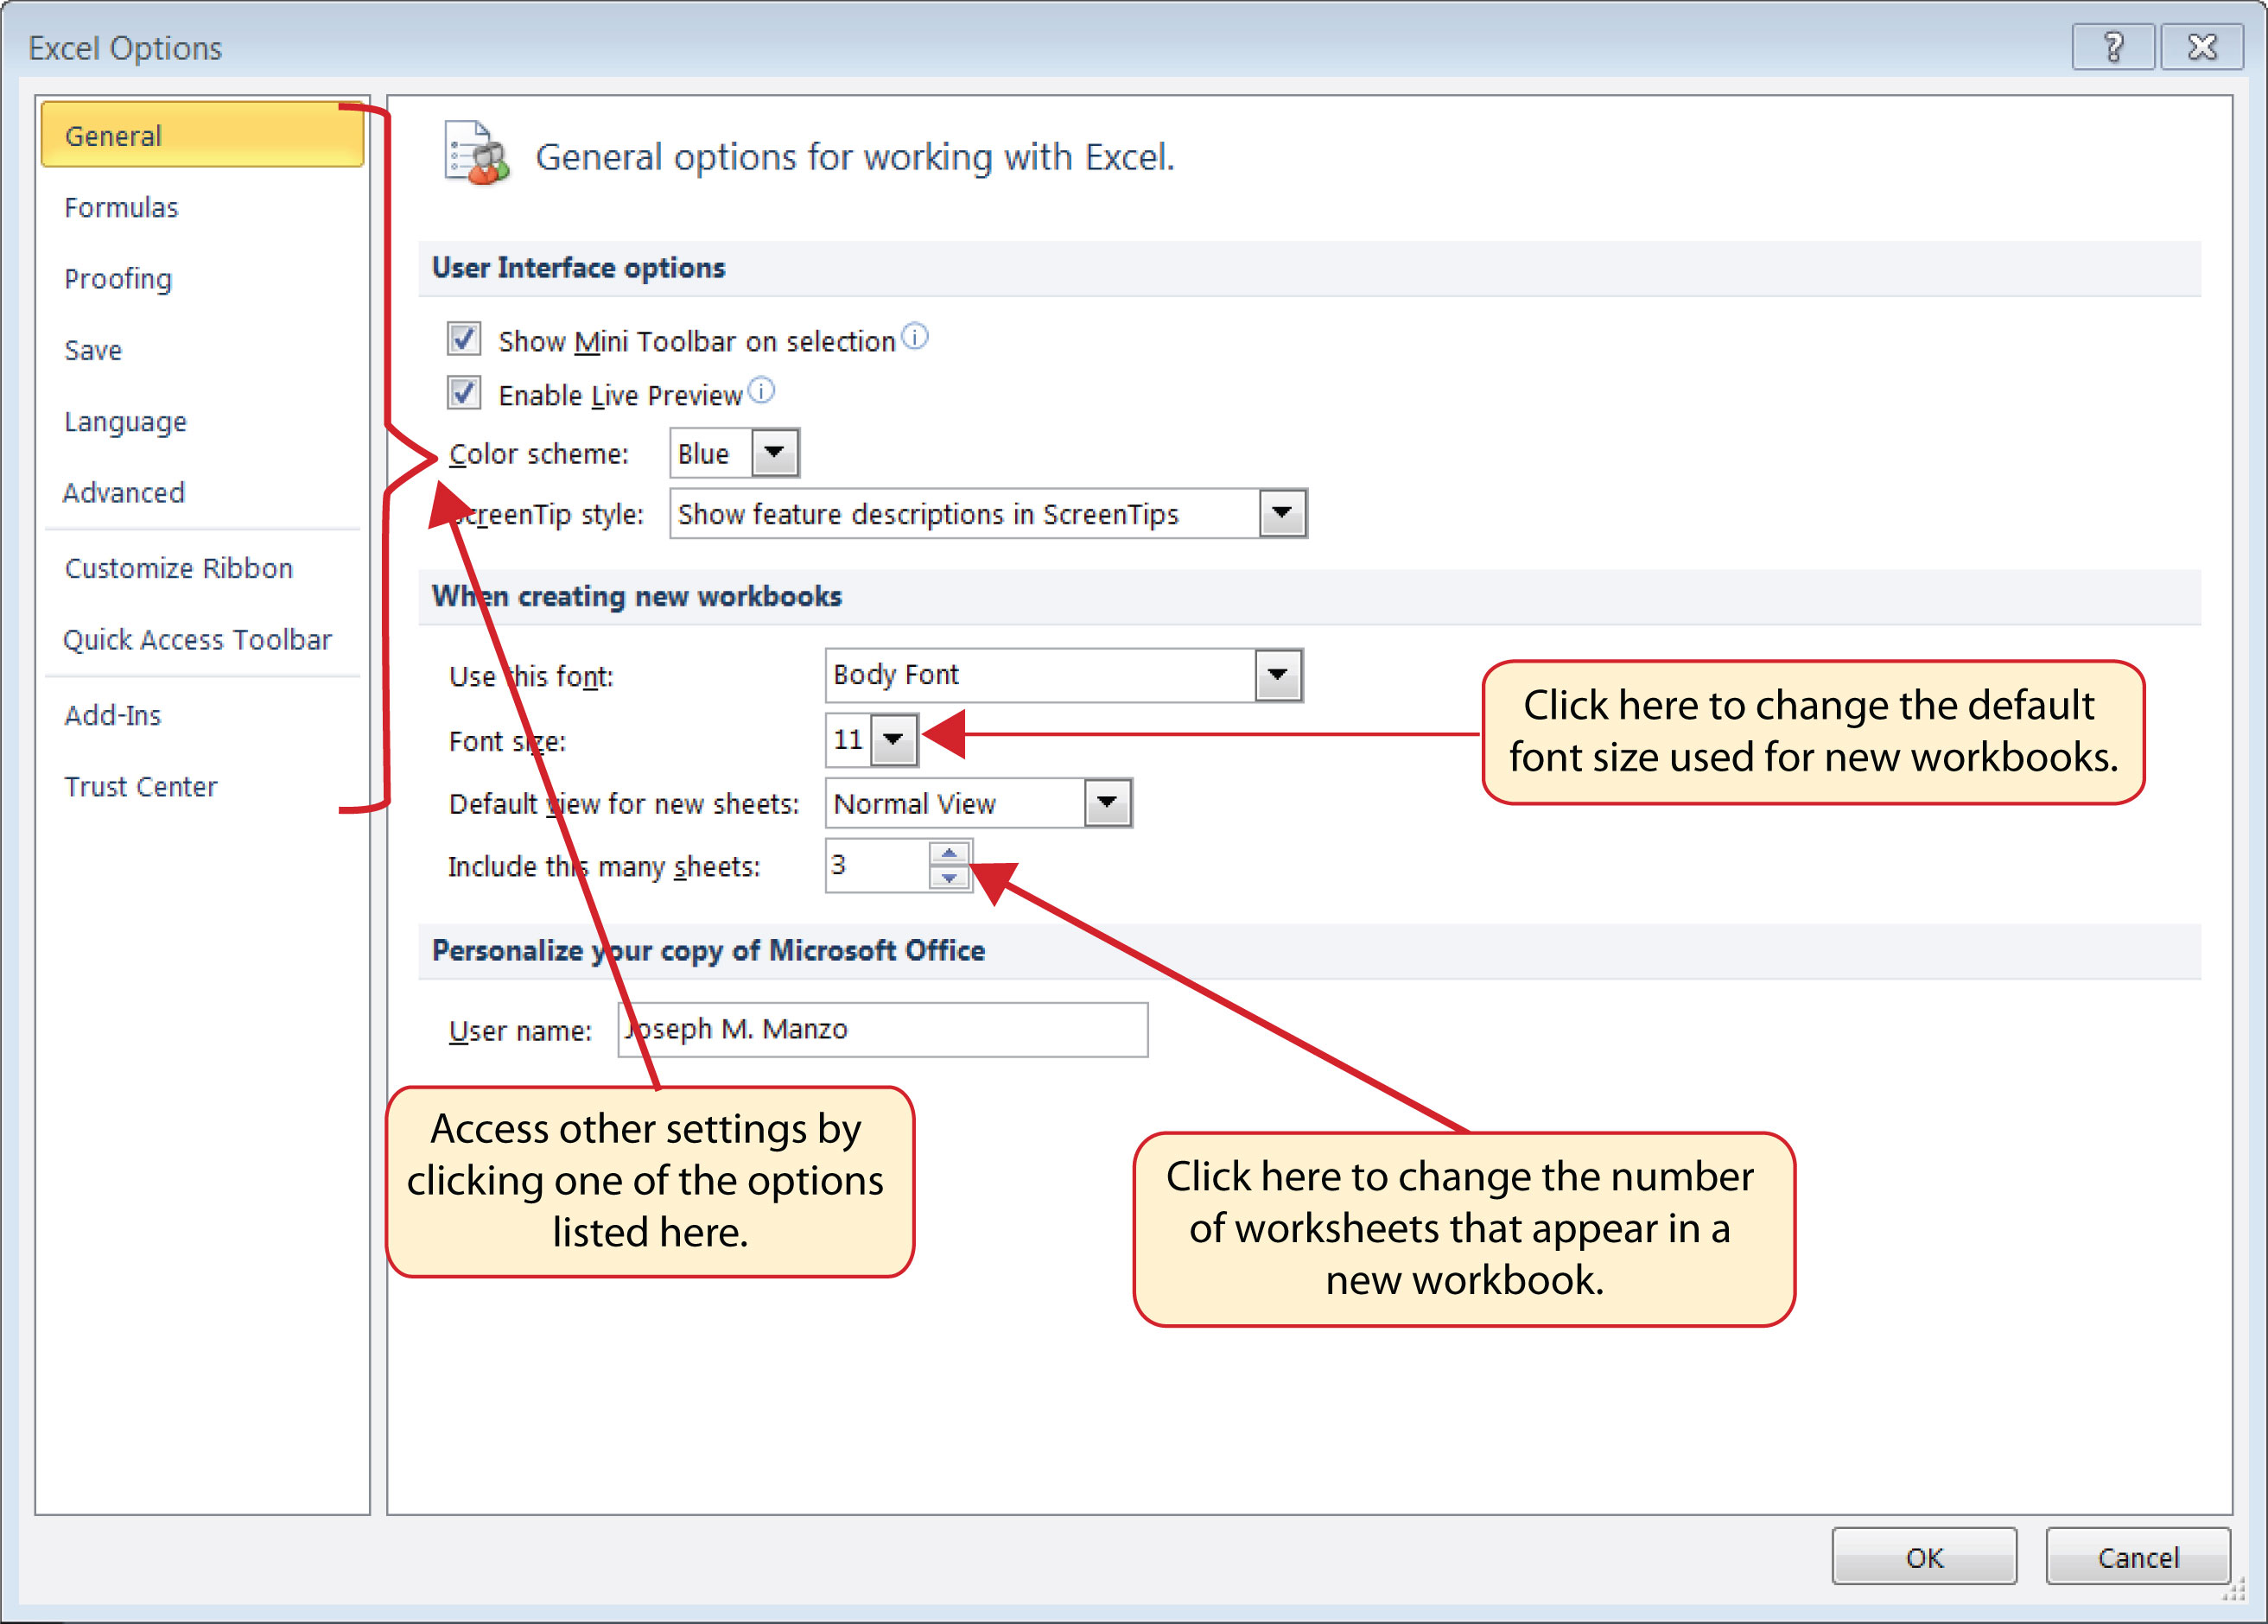 Excel Options
General
Formulas
Proofing
Save
Language
Advanced
Customize Ribbon
Quick Access Toolbar
Add-Ins
Trust Center
General options for working with Excel.
User Interface options
Show Mini Toolbar on selection
Enable Live Preview
Color scheme: Blue
ScreenTip style: Show feature descriptions in ScreenTips
When creating new workbooks
Use this font: Body Font
Font size: 11
Default view for new sheets: Normal View
Include this many sheets: 3
Personalize your copy of Microsoft Office
User name: Joseph M. Manzo
Click here to change the default
font size used for new workbooks.
Access other settings by
clicking one of the options
listed here.
Click here to change the number
of worksheets that appear in a
new workbook.
OK
Cancel